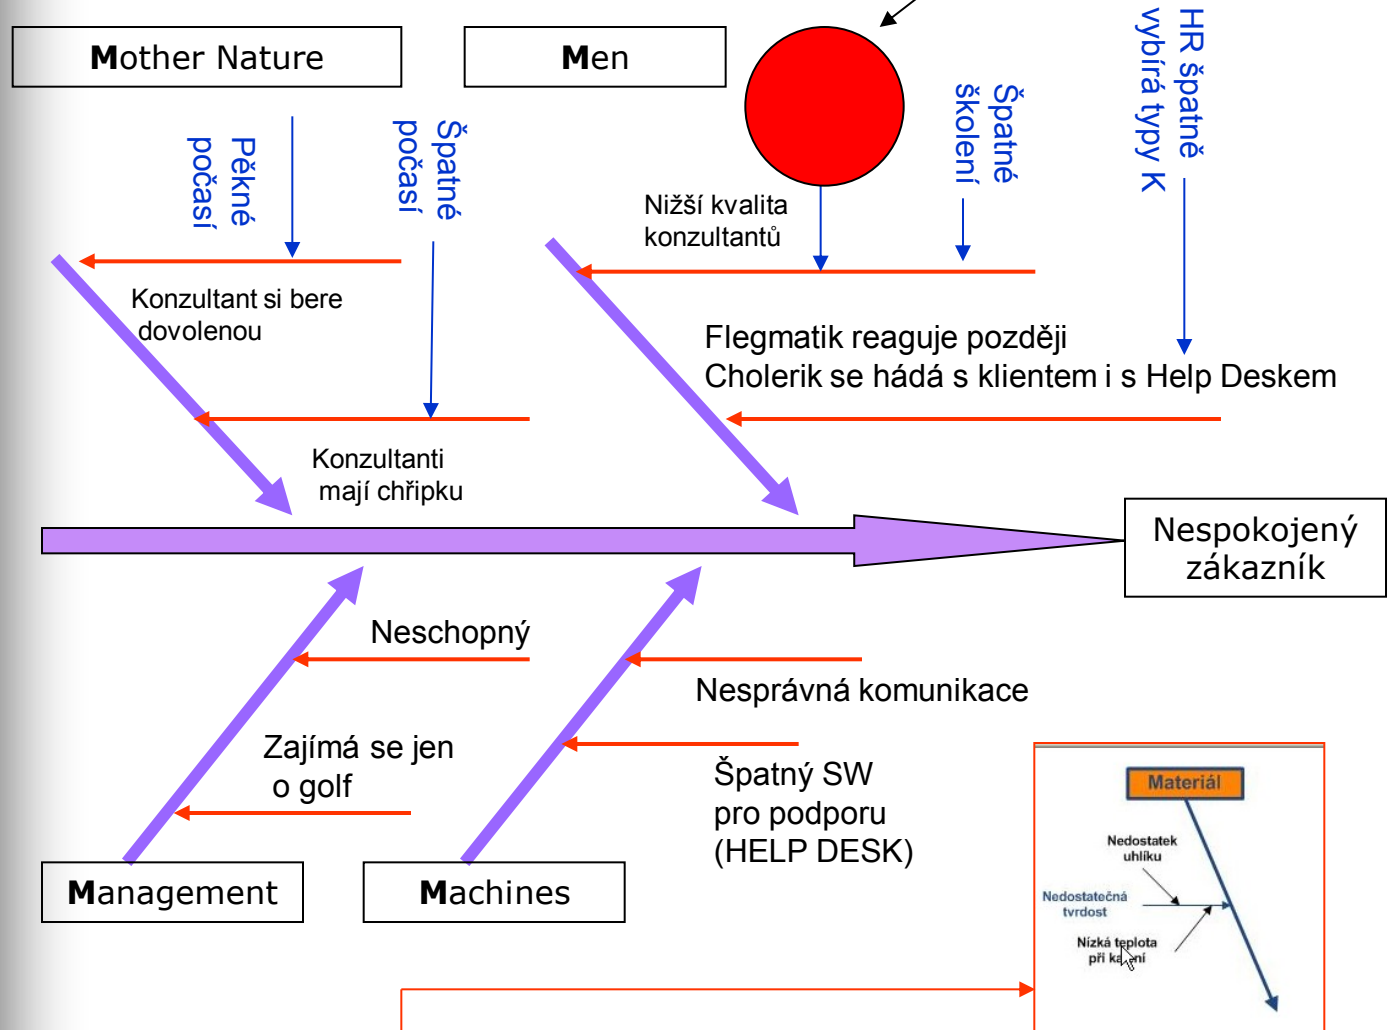 Mother Nature
Men
HR špatně
vybírá typy K
Špatné
školení
Pěkné
počasí
Špatné
počasí
Nižší kvalita
konzultantů
Konzultant si bere
dovolenou
Flegmatik reaguje později
Cholerik se hádá s klientem i s Help Deskem
Konzultanti
mají chřipku
Nespokojený
zákazník
Neschopný
Nesprávná komunikace
Zajímá se jen
o golf
Špatný SW
pro podporu
(HELP DESK)
Management
Machines
Materiál
Nedostatek
uhlíku
Nedostatečná
tvrdost
Nízká teplota
při kalení